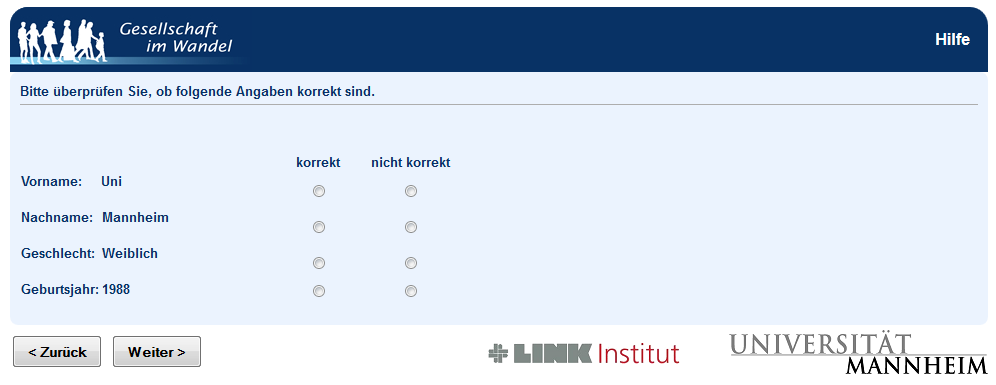 Gesellschaft
im Wandel
Hilfe
Bitte überprüfen Sie, ob folgende Angaben korrekt sind.
korrekt nicht korrekt
Vorname: Uni
Nachname: Mannheim
Geschlecht: Weiblich
Geburtsjahr: 1988
< Zurück Weiter >
LINK Institut
UNIVERSITÄT
MANNHEIM